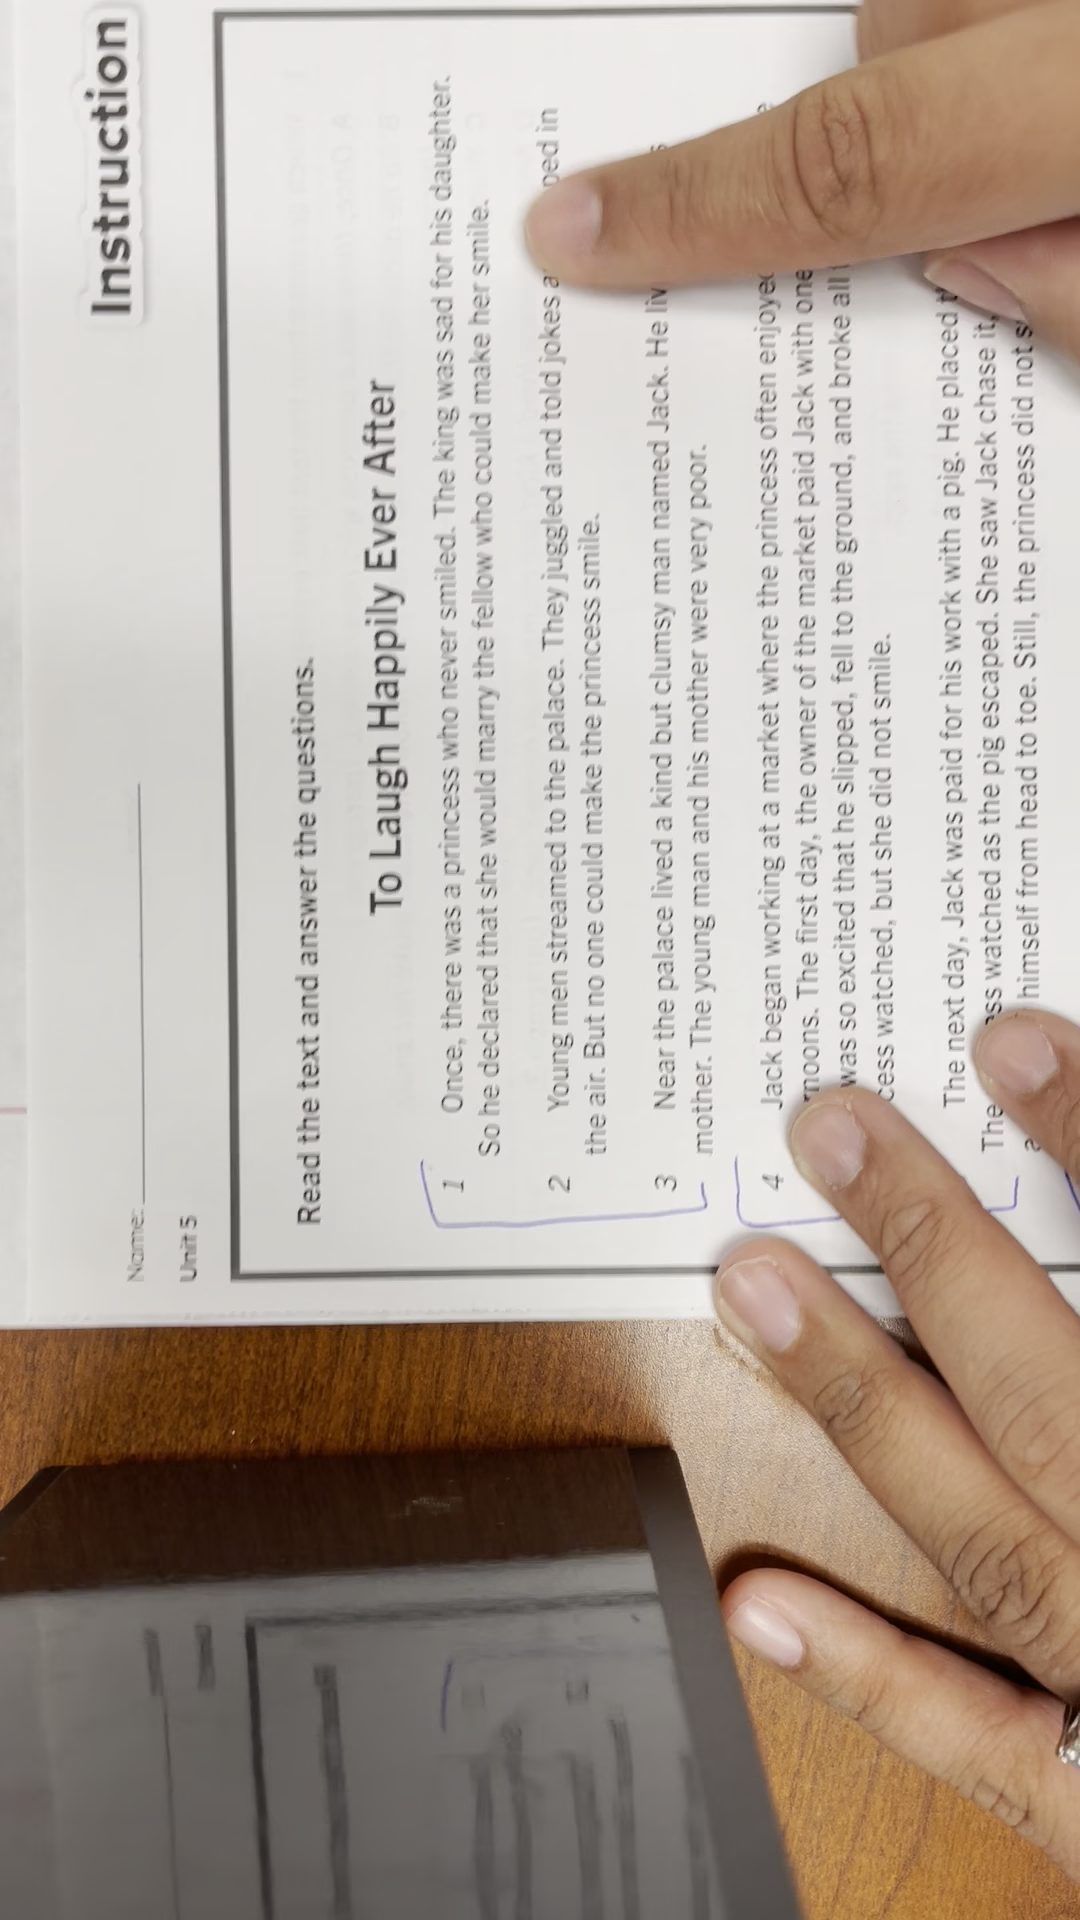 Instruction
Name:
Unit 5
Read the text and answer the questions.
To Laugh Happily Ever After
1 Once, there was a princess who never smiled. The king was sad for his daughter.
So he declared that she would marry the fellow who could make her smile.
2 Young men streamed to the palace. They juggled and told jokes in
the air. But no one could make the princess smile.
3 Near the palace lived a kind but clumsy man named Jack. He
mother. The young man and his mother were very poor.
4 Jack began working at a market where the princess often
The first day, the owner of the market paid Jack with one
was so excited that he slipped, fell to the ground, and broke all
watched, but she did not smile.
The next day, Jack was paid for his work with a pig. He placed
The watched as the pig escaped. She saw Jack chase it,
himself from head to toe. Still, the princess did not